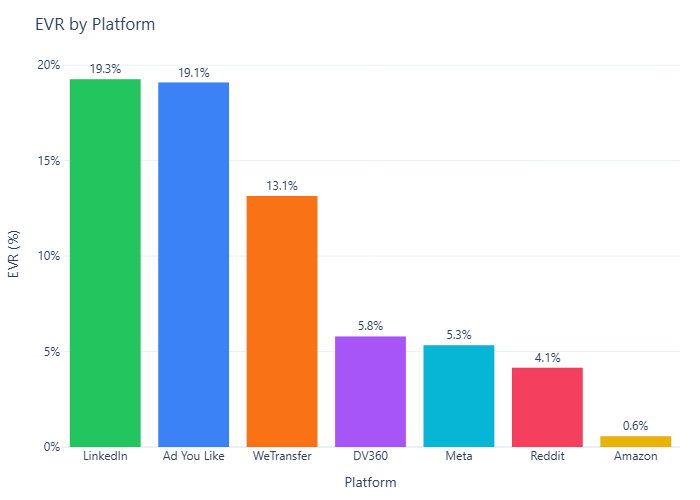 EVR by Platform
EVR (%)
20%
15%
10%
5%
0%
19.3%
19.1%
13.1%
5.8%
5.3%
4.1%
0.6%
LinkedIn
Ad You Like
WeTransfer
DV360
Meta
Reddit
Amazon
Platform